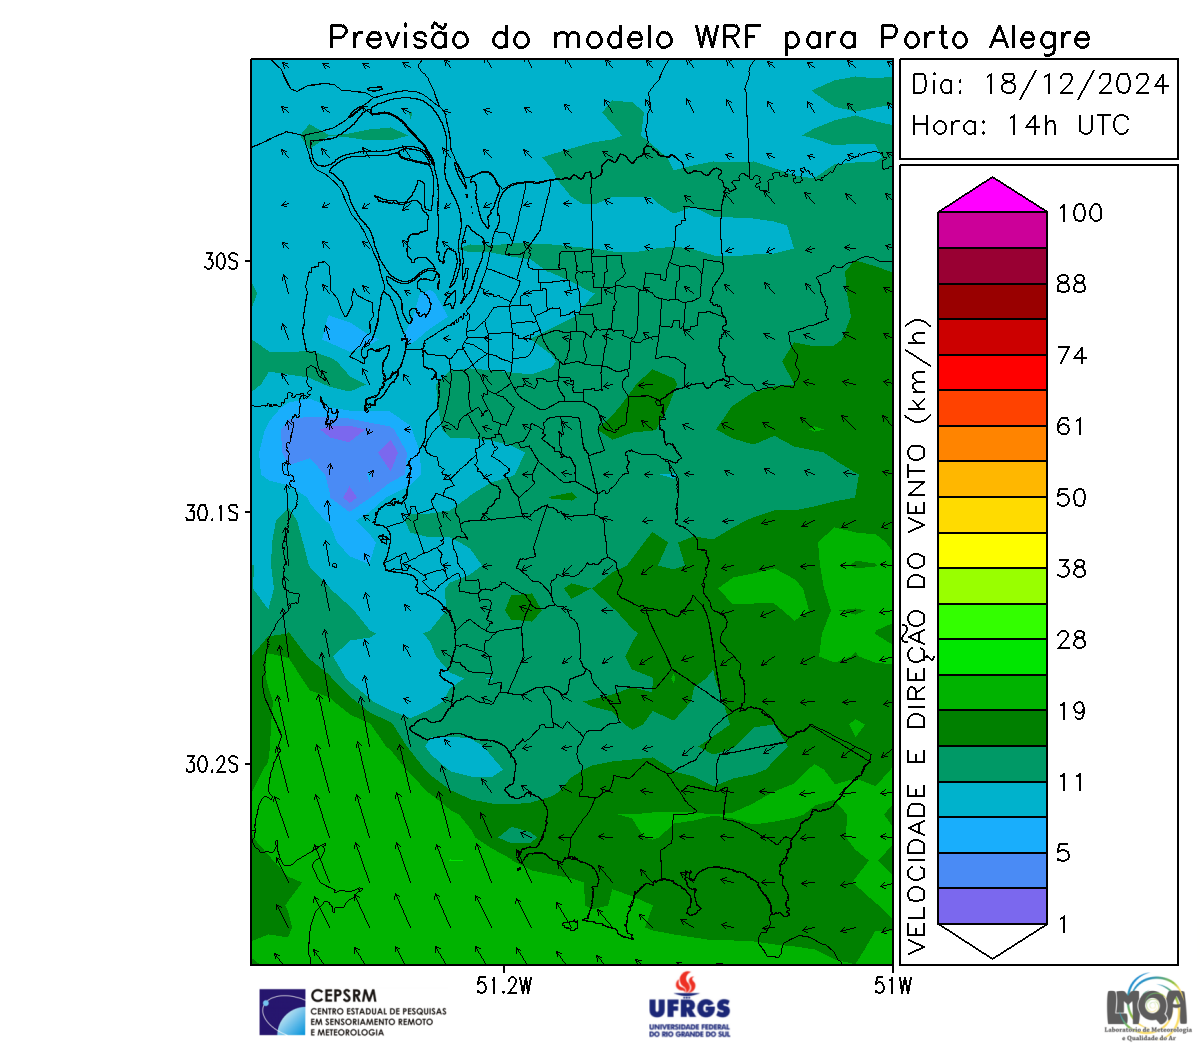 Previsão do modelo WRF para Porto Alegre
Dia: 18/12/2024
Hora: 14h UTC
30S
30.1S
30.2S
51.2W
51W
VELOCIDADE E DIREÇÃO DO VENTO (km/h)
100
88
74
61
50
38
28
19
11
5
1
CEPSRM
CENTRO ESTADUAL DE PESQUISAS
EM SENSORIAMENTO REMOTO
E METEOROLOGIA
UFRGS
UNIVERSIDADE FEDERAL
DO RIO GRANDE DO SUL
LMQA
Laboratório de Meteorologia
e Qualidade do Ar